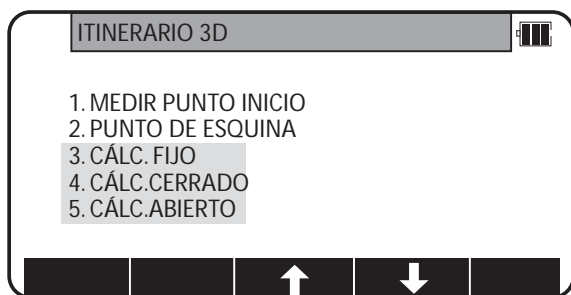 ITINERARIO 3D
1. MEDIR PUNTO INICIO
2. PUNTO DE ESQUINA
3. CÁLC. FIJO
4. CÁLC.CERRADO
5. CÁLC.ABIERTO